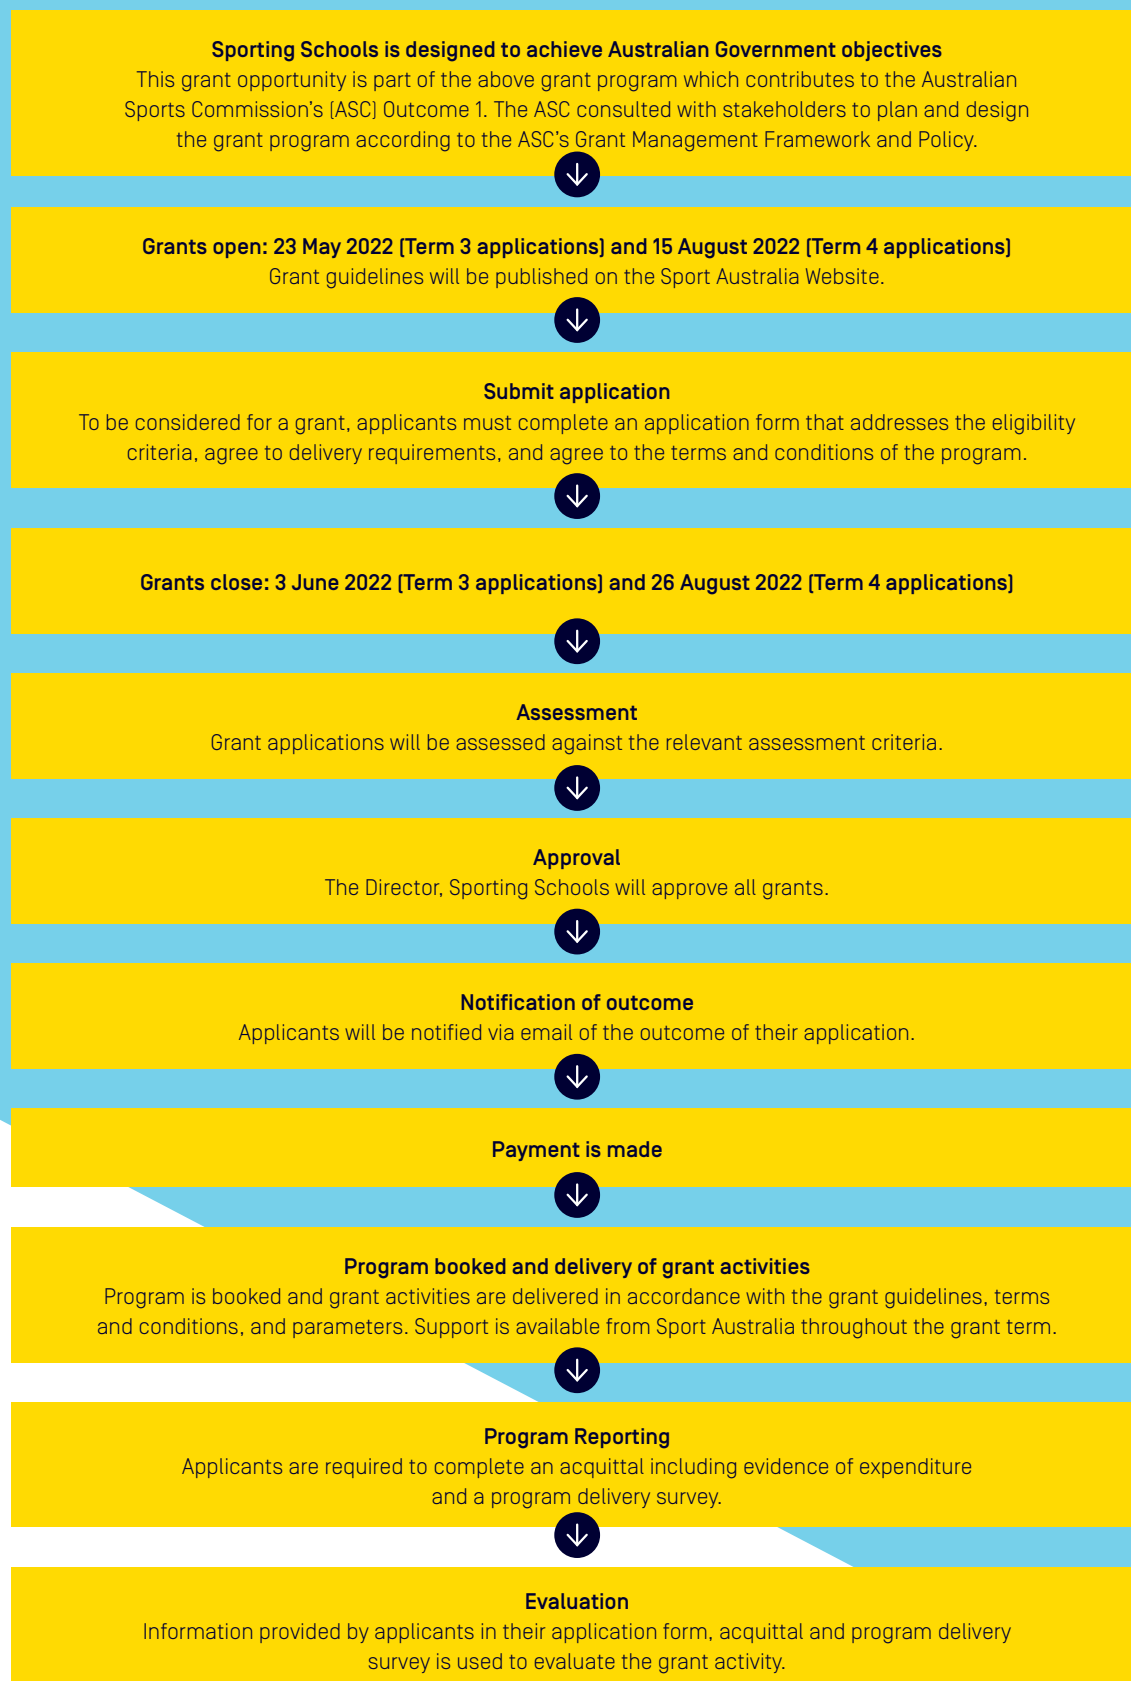 Sporting Schools is designed to achieve Australian Government objectives
This grant opportunity is part of the above grant program which contributes to the Australian
Sports Commission's (ASC) Outcome 1. The ASC consulted with stakeholders to plan and design
the grant program according to the ASC's Grant Management Framework and Policy.
Grants open: 23 May 2022 (Term 3 applications) and 15 August 2022 (Term 4 applications)
Grant guidelines will be published on the Sport Australia Website.
Submit application
To be considered for a grant, applicants must complete an application form that addresses the eligibility
criteria, agree to delivery requirements, and agree to the terms and conditions of the program.
Grants close: 3 June 2022 (Term 3 applications) and 26 August 2022 (Term 4 applications)
Assessment
Grant applications will be assessed against the relevant assessment criteria.
Approval
The Director, Sporting Schools will approve all grants.
Notification of outcome
Applicants will be notified via email of the outcome of their application.
Payment is made
Program booked and delivery of grant activities
Program is booked and grant activities are delivered in accordance with the grant guidelines, terms
and conditions, and parameters. Support is available from Sport Australia throughout the grant term.
Program Reporting
Applicants are required to complete an acquittal including evidence of expenditure
and a program delivery survey.
Evaluation
Information provided by applicants in their application form, acquittal and program delivery
survey is used to evaluate the grant activity.